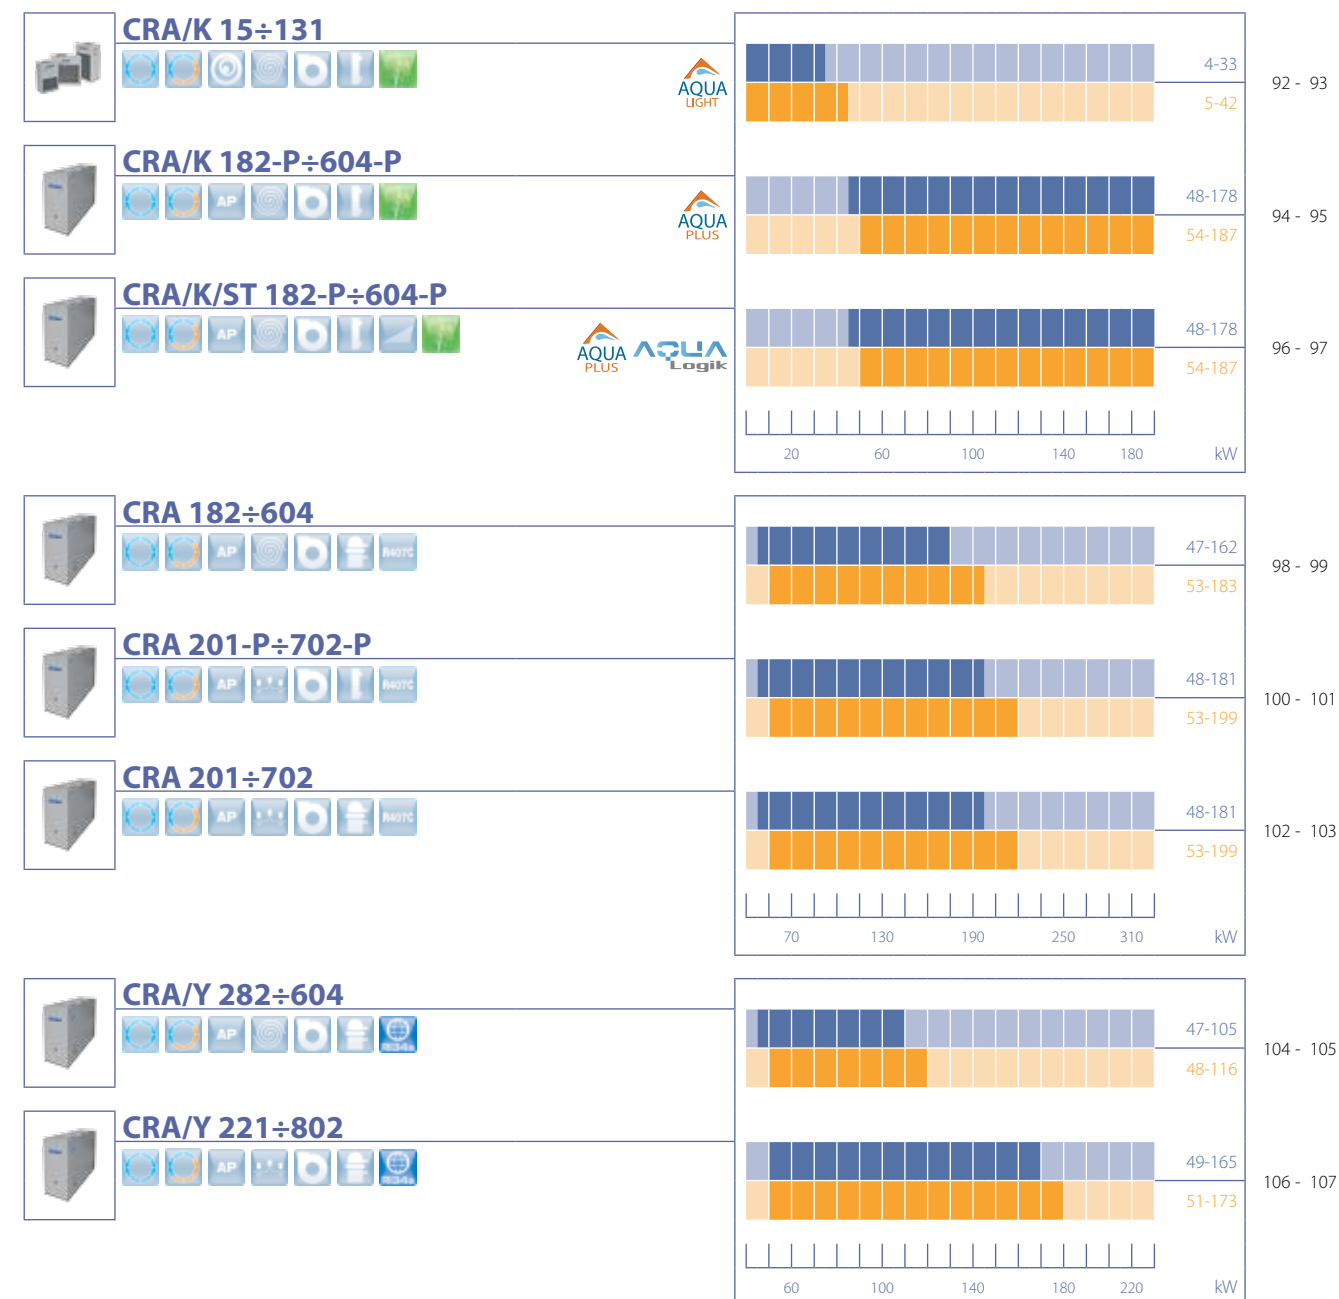 CRA/K 15÷131
AQUA
LIGHT
4-33
5-42
92 - 93
CRA/K 182-P÷604-P
AP
AQUA
PLUS
48-178
54-187
94 - 95
CRA/K/ST 182-P÷604-P
AP
AQUA
PLUS
AQUA
Logik
48-178
54-187
96 - 97
20 60 100 140 180 kW
CRA 182÷604
AP R407C
47-162
53-183
98 - 99
CRA 201-P÷702-P
AP R407C
48-181
53-199
100 - 101
CRA 201÷702
AP R407C
48-181
53-199
102 - 103
70 130 190 250 310 kW
CRA/Y 282÷604
AP R134a
47-105
48-116
104 - 105
CRA/Y 221÷802
AP R134a
49-165
51-173
106 - 107
60 100 140 180 220 kW